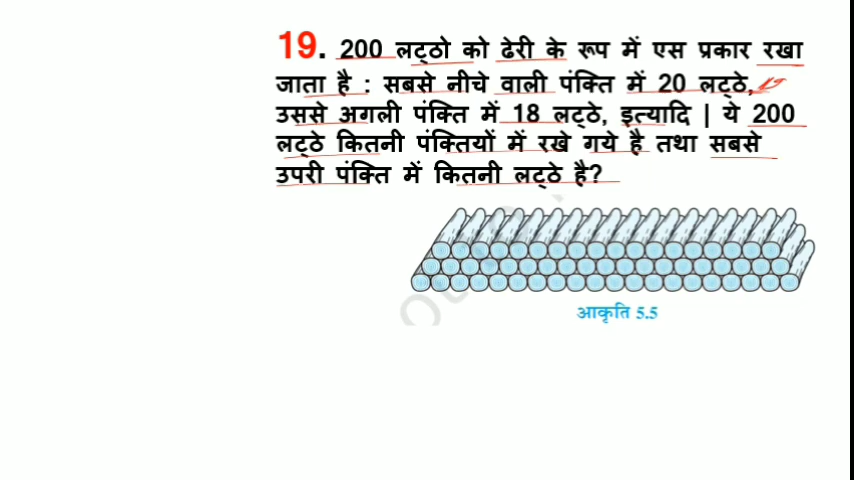 19. 200 लट्ठो को ढेरी के रूप में एस प्रकार रखा
जाता है : सबसे नीचे वाली पंक्ति में 20 लट्ठे, 19
उससे अगली पंक्ति में 18 लट्ठे, इत्यादि | ये 200
लट्ठे कितनी पंक्तियों में रखे गये है तथा सबसे
उपरी पंक्ति में कितनी लट्ठे है?
आकृति 5.5